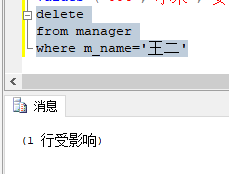 delete
from manager
where m_name='王二'
消息
(1 行受影响)